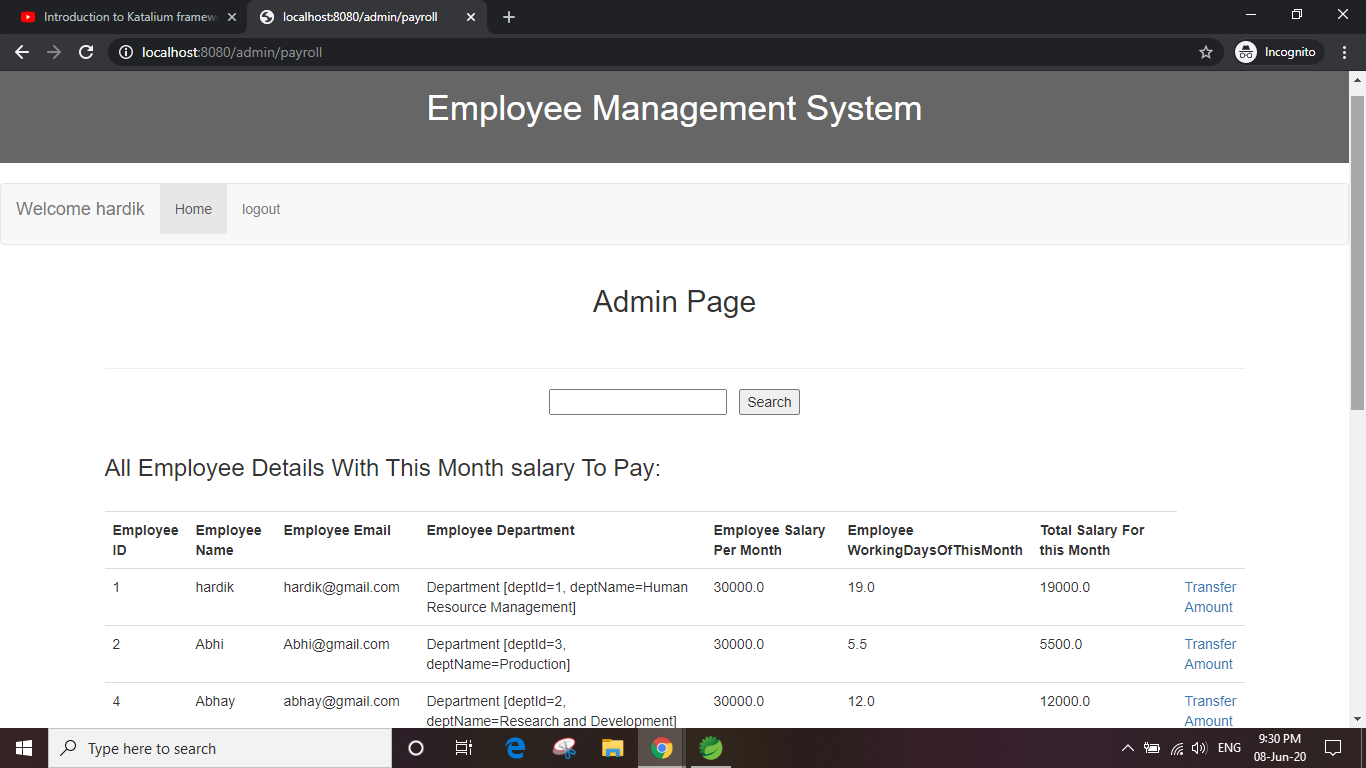 Introduction to Katalium framew
localhost:8080/admin/payroll
localhost:8080/admin/payroll
Incognito
Employee Management System
Welcome hardik Home logout
Admin Page
Search
All Employee Details With This Month salary To Pay:
Employee ID Employee Name Employee Email Employee Department Employee Salary Per Month Employee WorkingDaysOfThisMonth Total Salary For this Month
1 hardik hardik@gmail.com Department [deptId=1, deptName=Human Resource Management] 30000.0 19.0 19000.0 Transfer Amount
2 Abhi Abhi@gmail.com Department [deptId=3, deptName=Production] 30000.0 5.5 5500.0 Transfer Amount
4 Abhay abhay@gmail.com Department [deptId=2, deptName=Research and Development] 30000.0 12.0 12000.0 Transfer Amount
Type here to search
ENG
9:30 PM
08-Jun-20